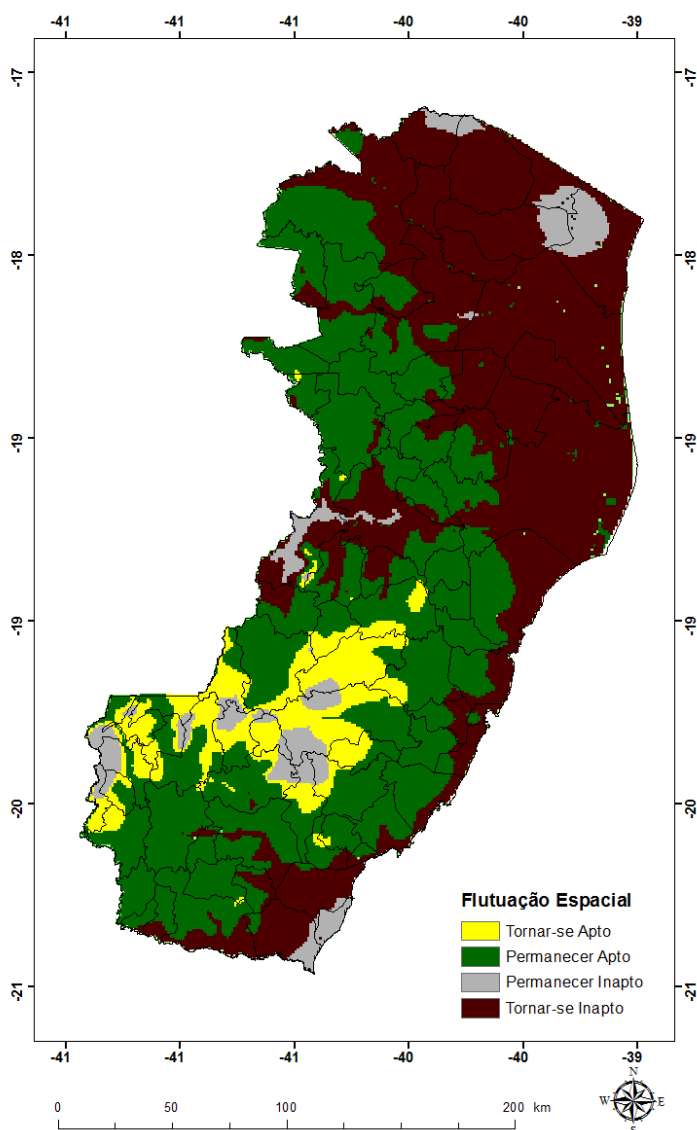 -41 -41 -41 -40 -40 -39
-17 -17
-18 -18
-19 -19
-19 -19
-20 -20
-21 -21
Flutuação Espacial
Tornar-se Apto
Permanecer Apto
Permanecer Inapto
Tornar-se Inapto
-41 -41 -41 -40 -40 -39
N
W E
S
0 50 100 200 km